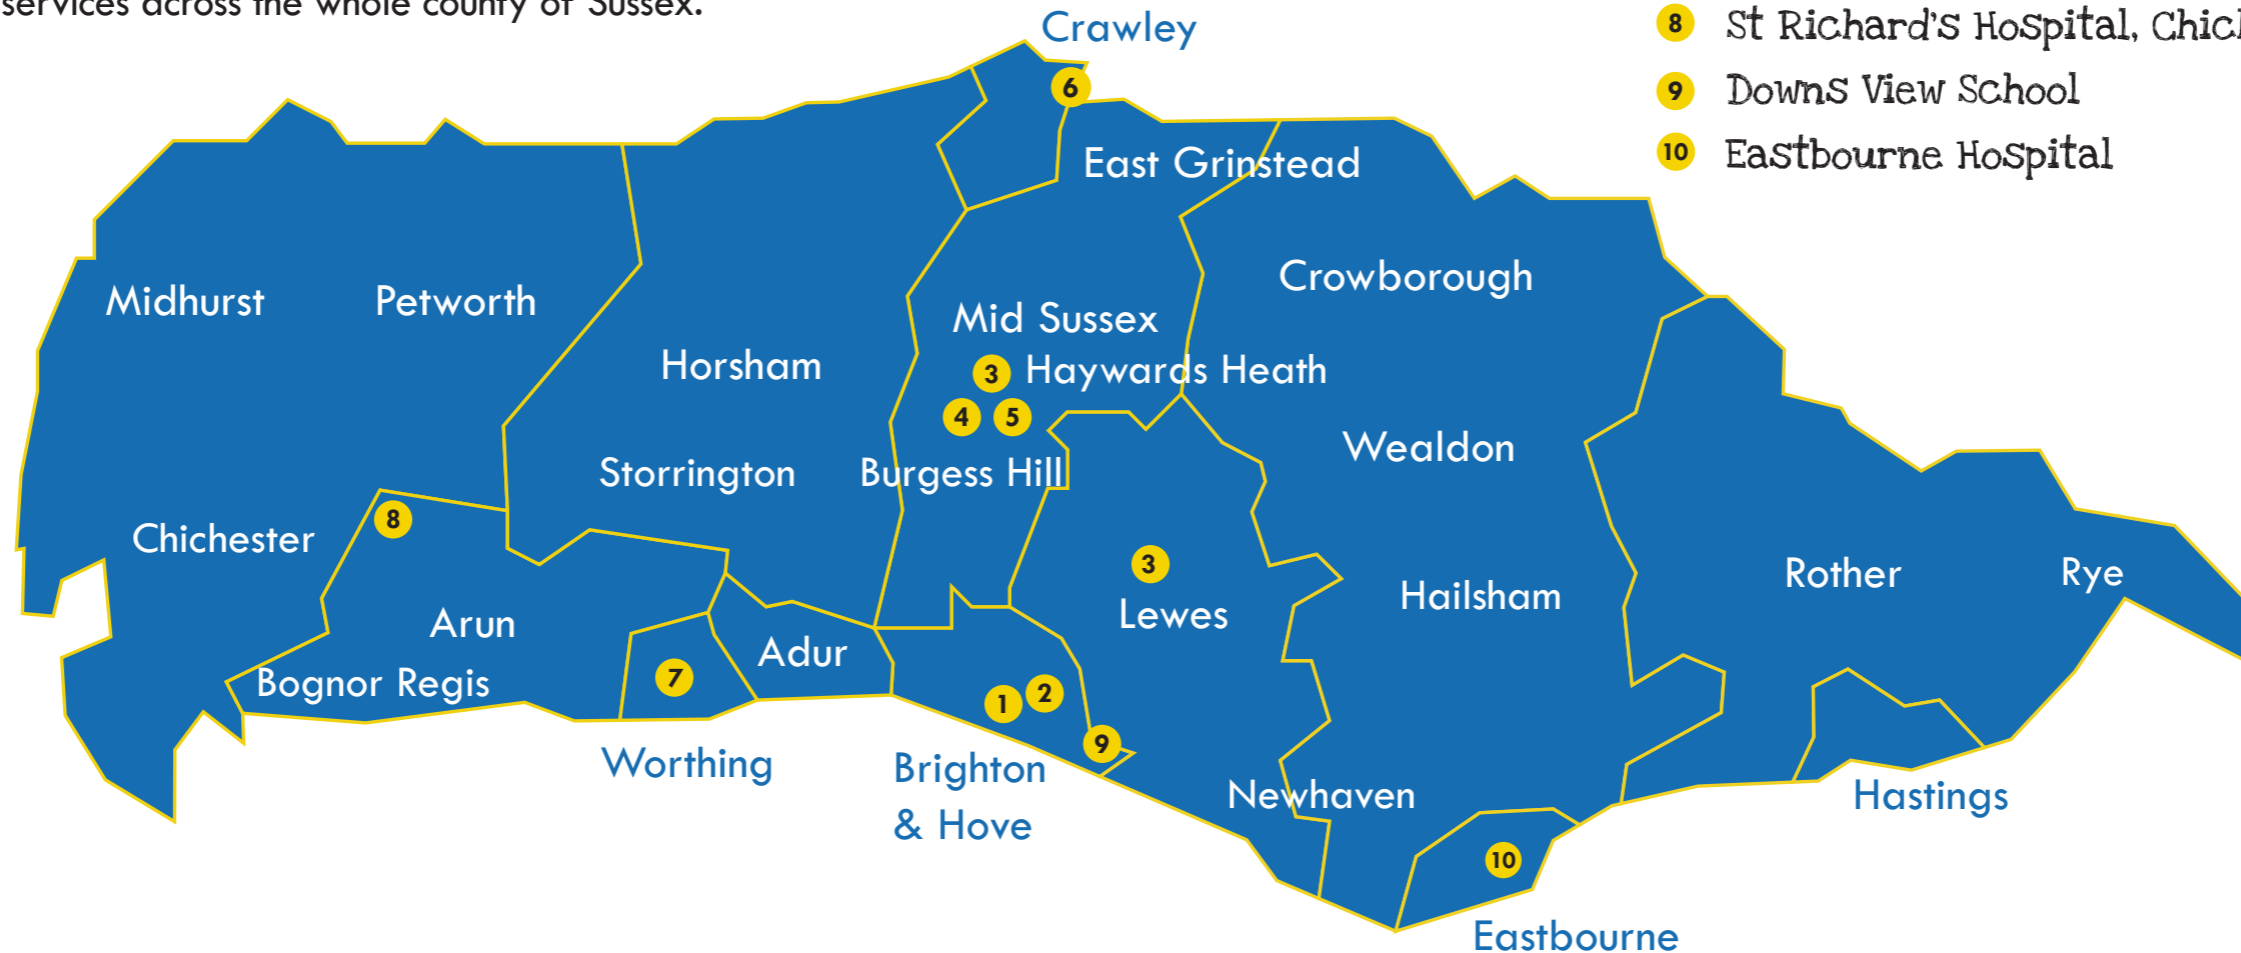 services across the whole county of Sussex.
8 St Richard's Hospital,
9 Downs View School
10 Eastbourne Hospital
Crawley
6
East Grinstead
Crowborough
Midhurst
Petworth
Mid Sussex
Horsham
3 Haywards Heath
4 5
Wealdon
Storrington
Burgess Hill
8
Chichester
3
Rother
Rye
Hailsham
Lewes
Arun
Adur
Bognor Regis
7
1 2
9
Worthing
Brighton
& Hove
Newhaven
Hastings
10
Eastbourne